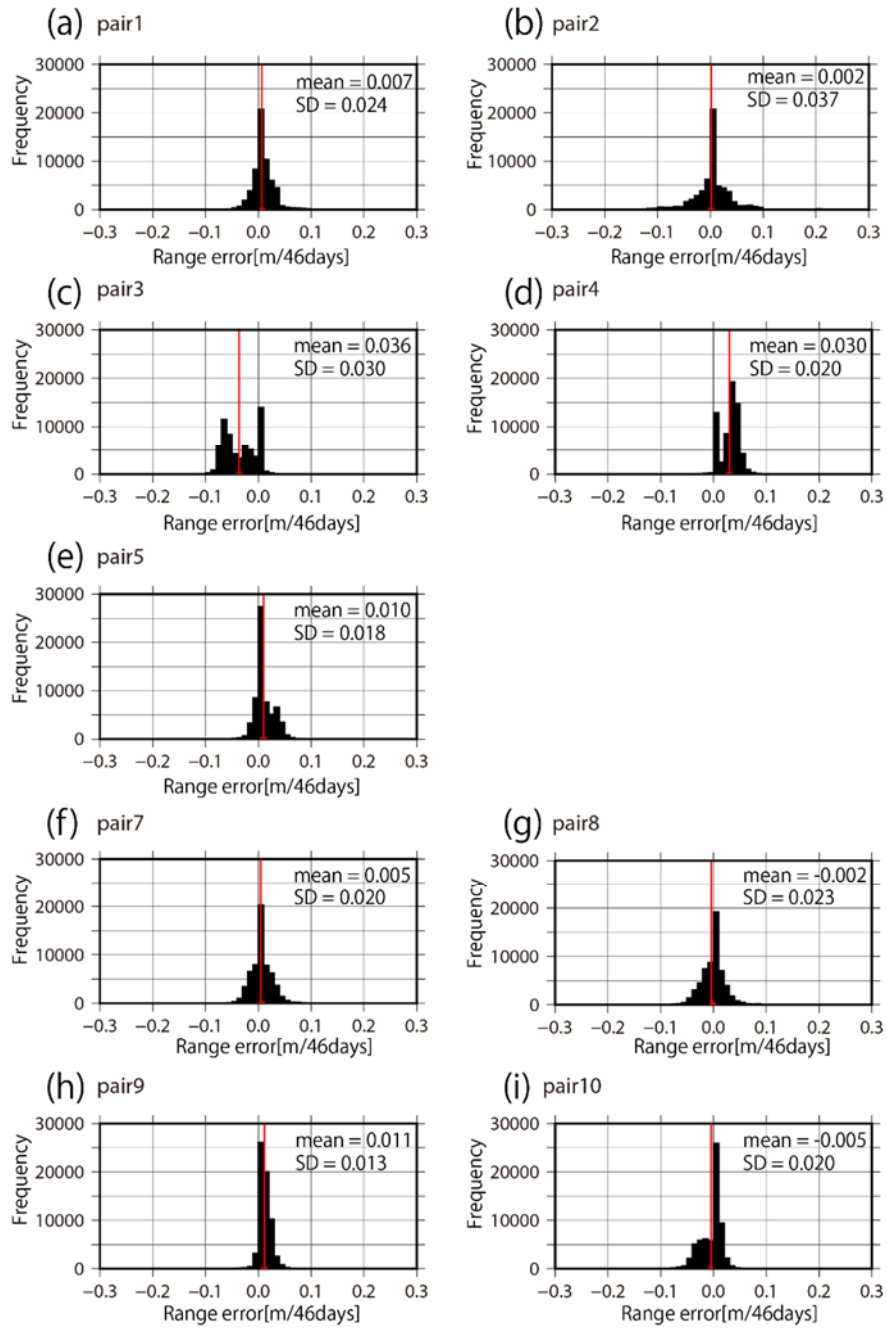 (a) pair1
30000
20000
10000
0
Frequency
mean = 0.007
SD = 0.024
−0.3 −0.2 −0.1 0.0 0.1 0.2 0.3
Range error[m/46days]
(b) pair2
30000
20000
10000
0
Frequency
mean = 0.002
SD = 0.037
−0.3 −0.2 −0.1 0.0 0.1 0.2 0.3
Range error[m/46days]
(c) pair3
30000
20000
10000
0
Frequency
mean = 0.036
SD = 0.030
−0.3 −0.2 −0.1 0.0 0.1 0.2 0.3
Range error[m/46days]
(d) pair4
30000
20000
10000
0
Frequency
mean = 0.030
SD = 0.020
−0.3 −0.2 −0.1 0.0 0.1 0.2 0.3
Range error[m/46days]
(e) pair5
30000
20000
10000
0
Frequency
mean = 0.010
SD = 0.018
−0.3 −0.2 −0.1 0.0 0.1 0.2 0.3
Range error[m/46days]
(f) pair7
30000
20000
10000
0
Frequency
mean = 0.005
SD = 0.020
−0.3 −0.2 −0.1 0.0 0.1 0.2 0.3
Range error[m/46days]
(g) pair8
30000
20000
10000
0
Frequency
mean = -0.002
SD = 0.023
−0.3 −0.2 −0.1 0.0 0.1 0.2 0.3
Range error[m/46days]
(h) pair9
30000
20000
10000
0
Frequency
mean = 0.011
SD = 0.013
−0.3 −0.2 −0.1 0.0 0.1 0.2 0.3
Range error[m/46days]
(i) pair10
30000
20000
10000
0
Frequency
mean = -0.005
SD = 0.020
−0.3 −0.2 −0.1 0.0 0.1 0.2 0.3
Range error[m/46days]